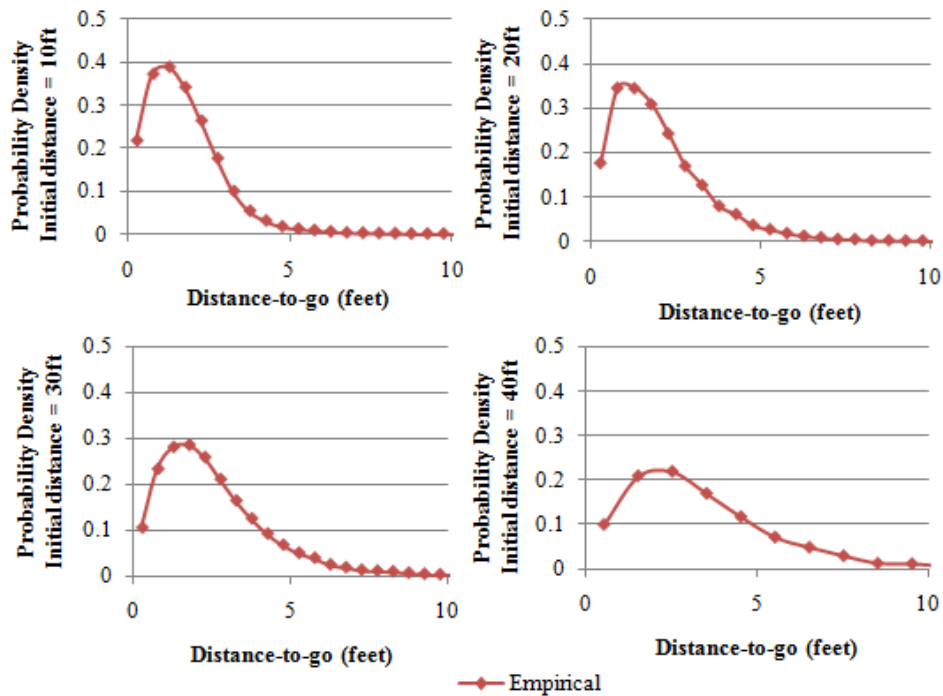 Probability Density
Initial distance = 10ft
0.5
0.4
0.3
0.2
0.1
0
0 5 10
Distance-to-go (feet)
Probability Density
Initial distance = 20ft
0.5
0.4
0.3
0.2
0.1
0
0 5 10
Distance-to-go (feet)
Probability Density
Initial distance = 30ft
0.5
0.4
0.3
0.2
0.1
0
0 5 10
Distance-to-go (feet)
Probability Density
Initial distance = 40ft
0.5
0.4
0.3
0.2
0.1
0
0 5 10
Distance-to-go (feet)
Empirical